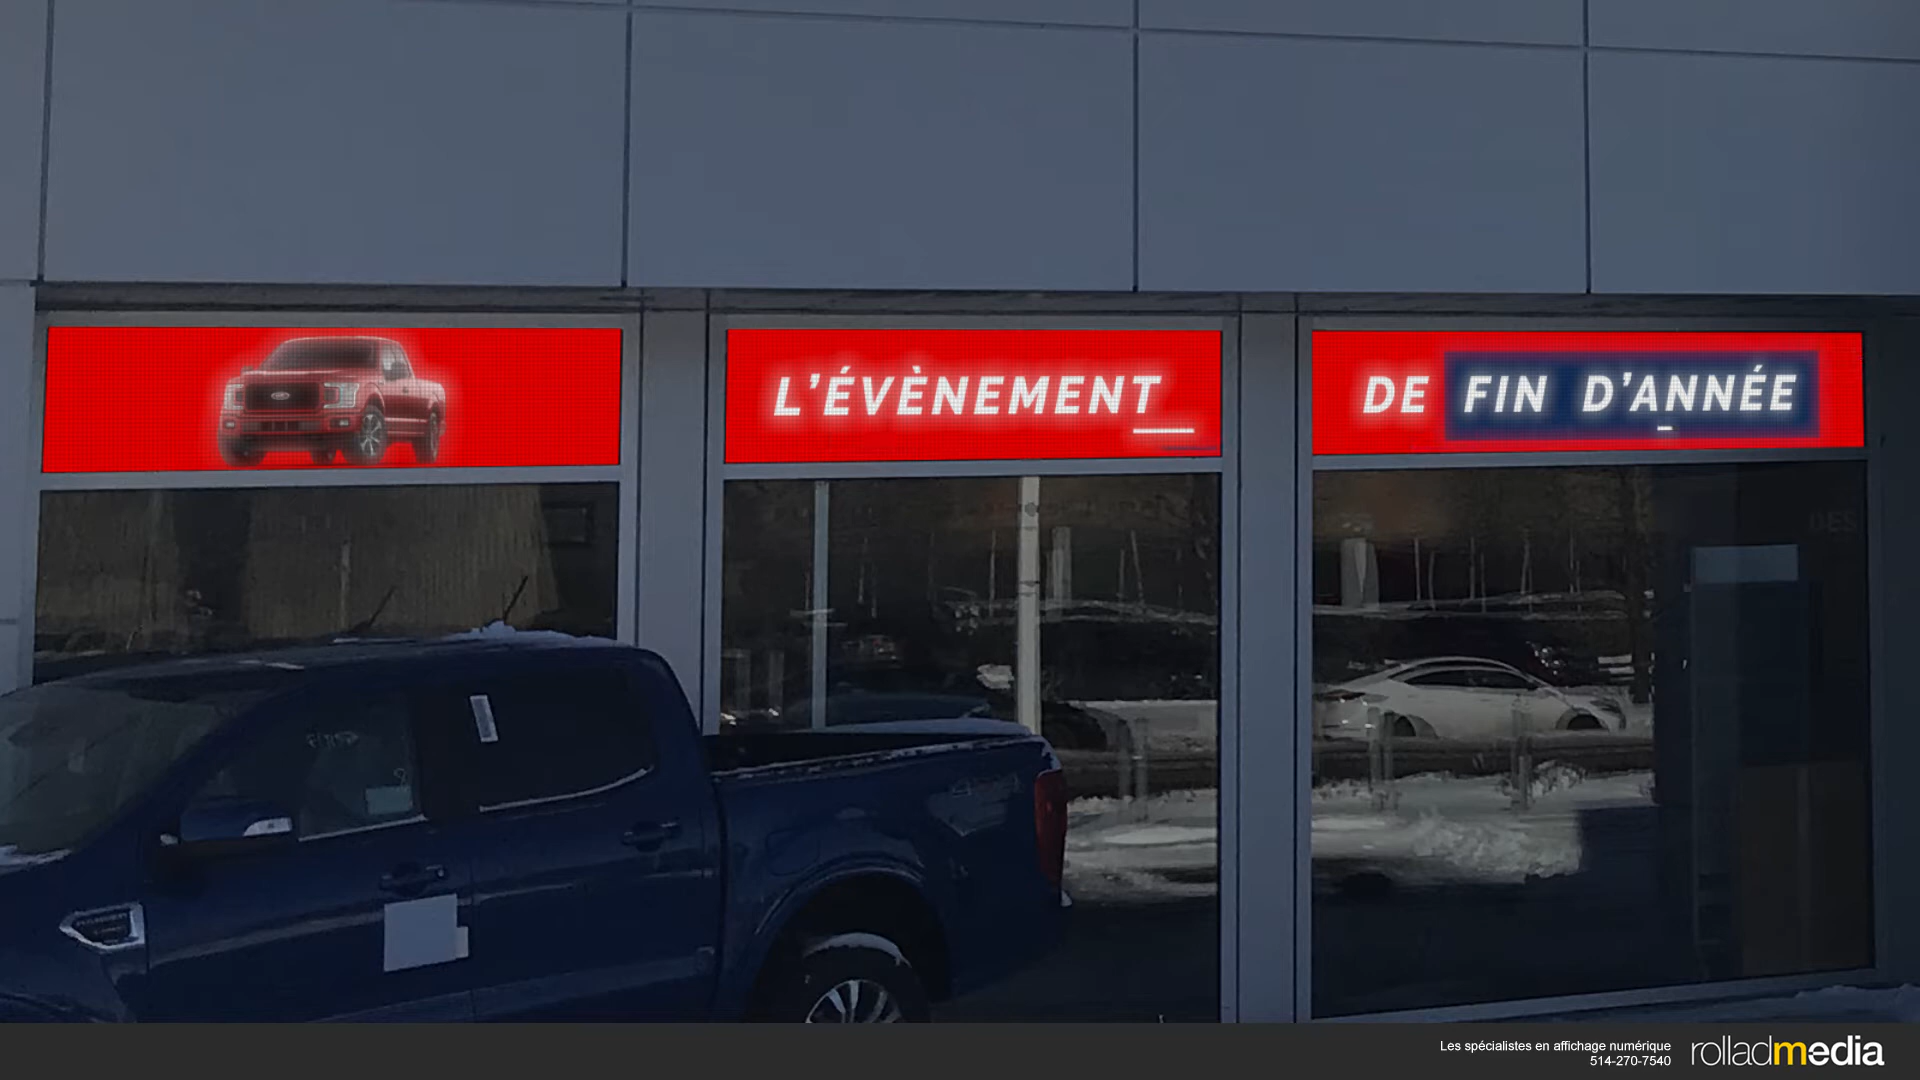 L'ÉVÈNEMENT
DE FIN D'ANNÉE
Les spécialistes en affichage numérique
514-270-7540
rolladmedia